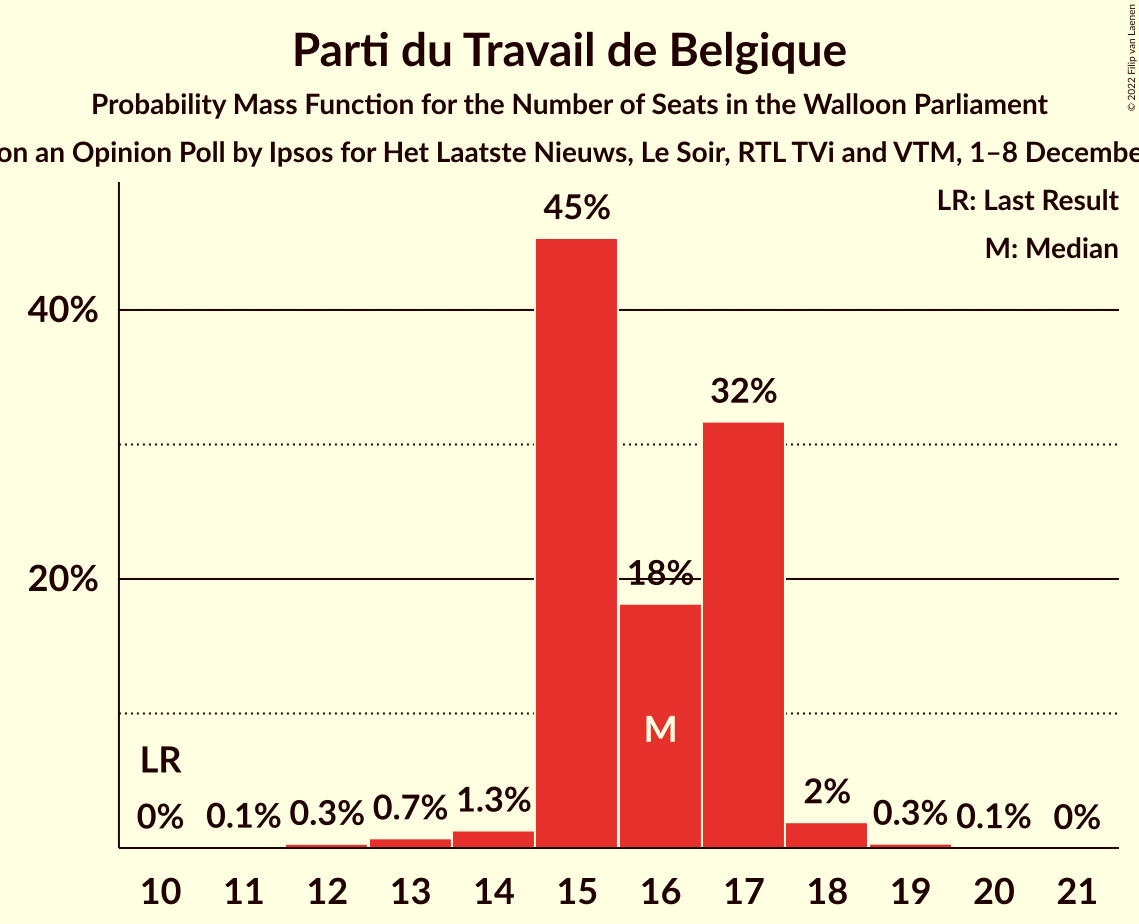 Parti du Travail de Belgique
Probability Mass Function for the Number of Seats in the Walloon Parliament
on an Opinion Poll by Ipsos for Het Laatste Nieuws, Le Soir, RTL TVi and VTM, 1–8 Decembe
© 2022 Filip van Laenen
LR: Last Result
M: Median
45%
40%
32%
20%
18%
M
LR
0% 0.1% 0.3% 0.7% 1.3% 2% 0.3% 0.1% 0%
10 11 12 13 14 15 16 17 18 19 20 21